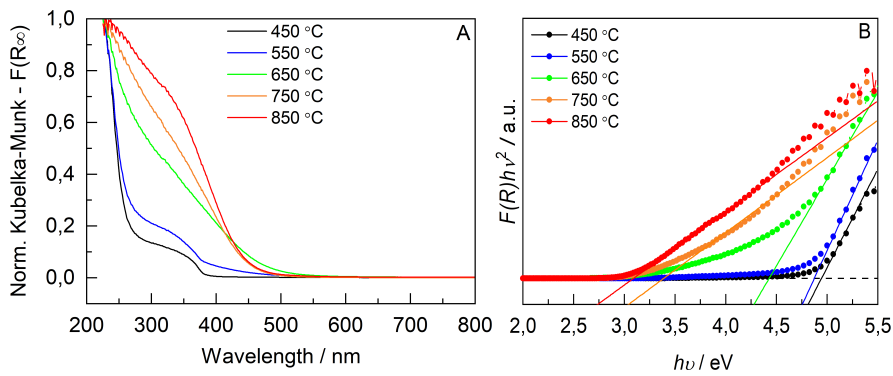 Norm. Kubelka-Munk - F(R∞)
1,0
0,8
0,6
0,4
0,2
0,0
200 300 400 500 600 700 800
Wavelength / nm
450 °C
550 °C
650 °C
750 °C
850 °C
A
F(R)hν² / a.u.
2,0 2,5 3,0 3,5 4,0 4,5 5,0 5,5
hυ / eV
450 °C
550 °C
650 °C
750 °C
850 °C
B